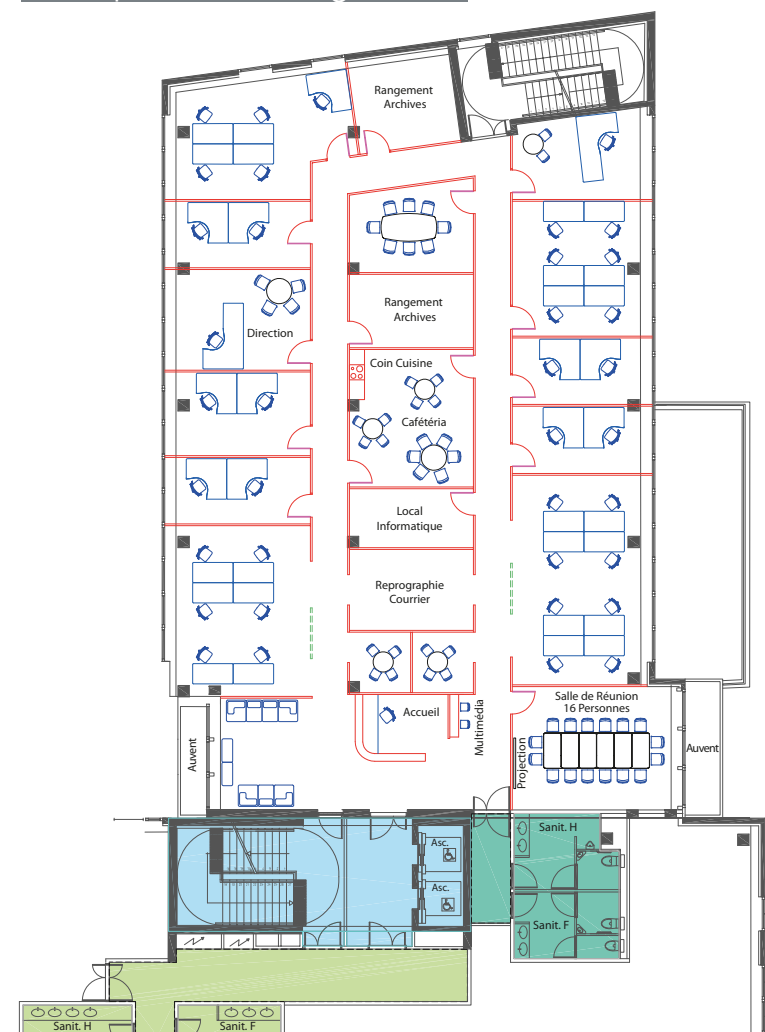 Rangement
Archives
Rangement
Archives
Direction
Coin Cuisine
Cafétéria
Local
Informatique
Reprographie
Courrier
Accueil
Multimédia
Salle de Réunion
16 Personnes
Projection
Auvent
Auvent
Asc.
Asc.
Sanit. H
Sanit. F
Sanit. H
Sanit. F